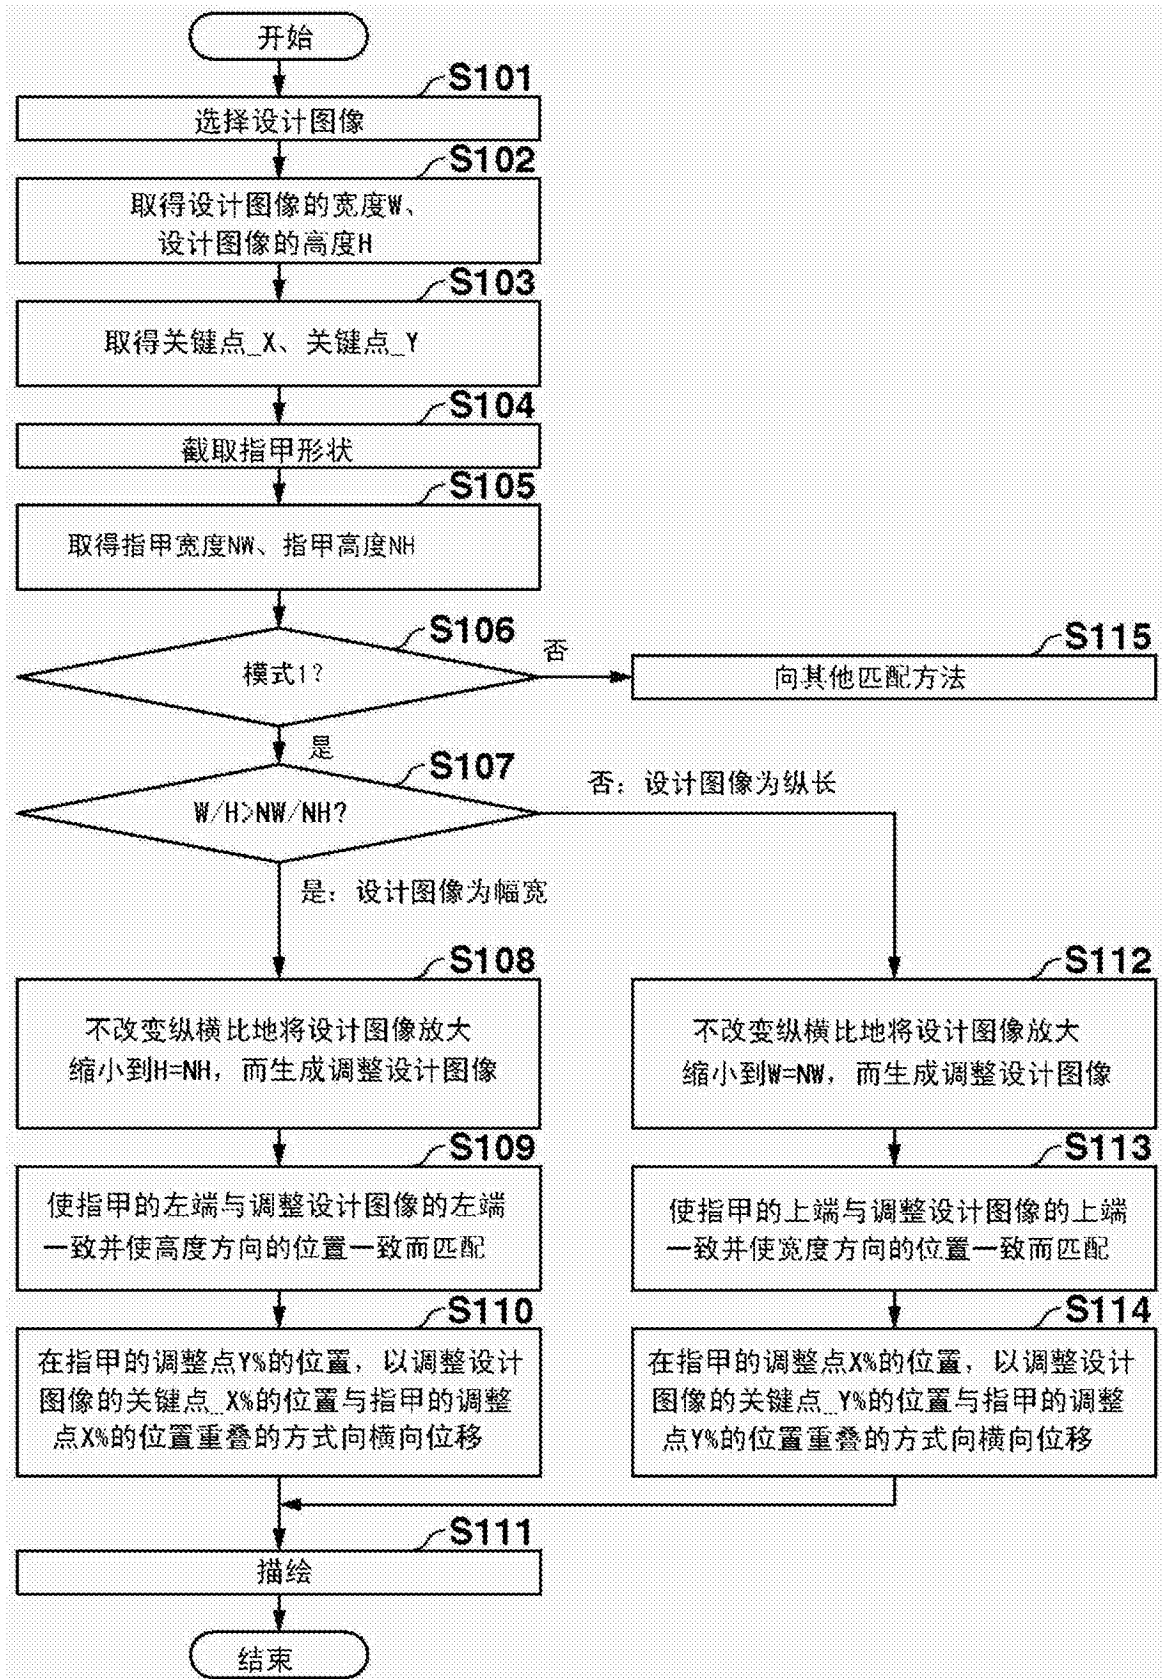 开始
S101
选择设计图像
S102
取得设计图像的宽度W、
设计图像的高度H
S103
取得关键点_X、关键点_Y
S104
截取指甲形状
S105
取得指甲宽度NW、指甲高度NH
S106
模式1?
否
S115
向其他匹配方法
是
S107
W/H>NW/NH?
否：设计图像为纵长
是：设计图像为幅宽
S108
不改变纵横比地将设计图像放大
缩小到H=NH，而生成调整设计图像
S112
不改变纵横比地将设计图像放大
缩小到W=NW，而生成调整设计图像
S109
使指甲的左端与调整设计图像的左端
一致并使高度方向的位置一致而匹配
S113
使指甲的上端与调整设计图像的上端
一致并使宽度方向的位置一致而匹配
S110
在指甲的调整点Y%的位置，以调整设计
图像的关键点_X%的位置与指甲的调整
点X%的位置重叠的方式向横向位移
S114
在指甲的调整点X%的位置，以调整设计
图像的关键点_Y%的位置与指甲的调整
点Y%的位置重叠的方式向横向位移
S111
描绘
结束